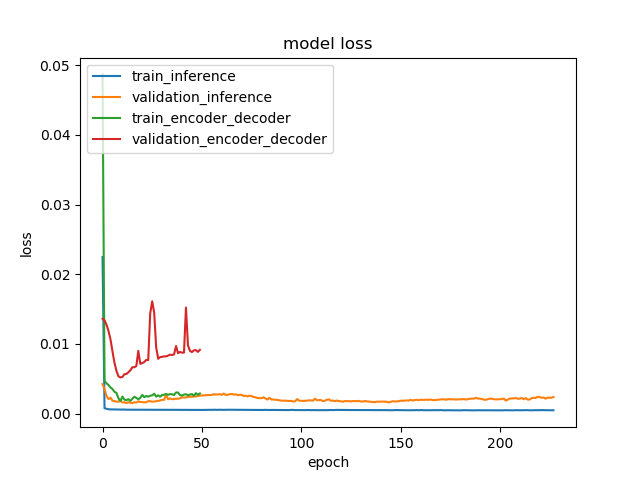 model loss
train_inference
validation_inference
train_encoder_decoder
validation_encoder_decoder
loss
0.05
0.04
0.03
0.02
0.01
0.00
0 50 100 150 200
epoch